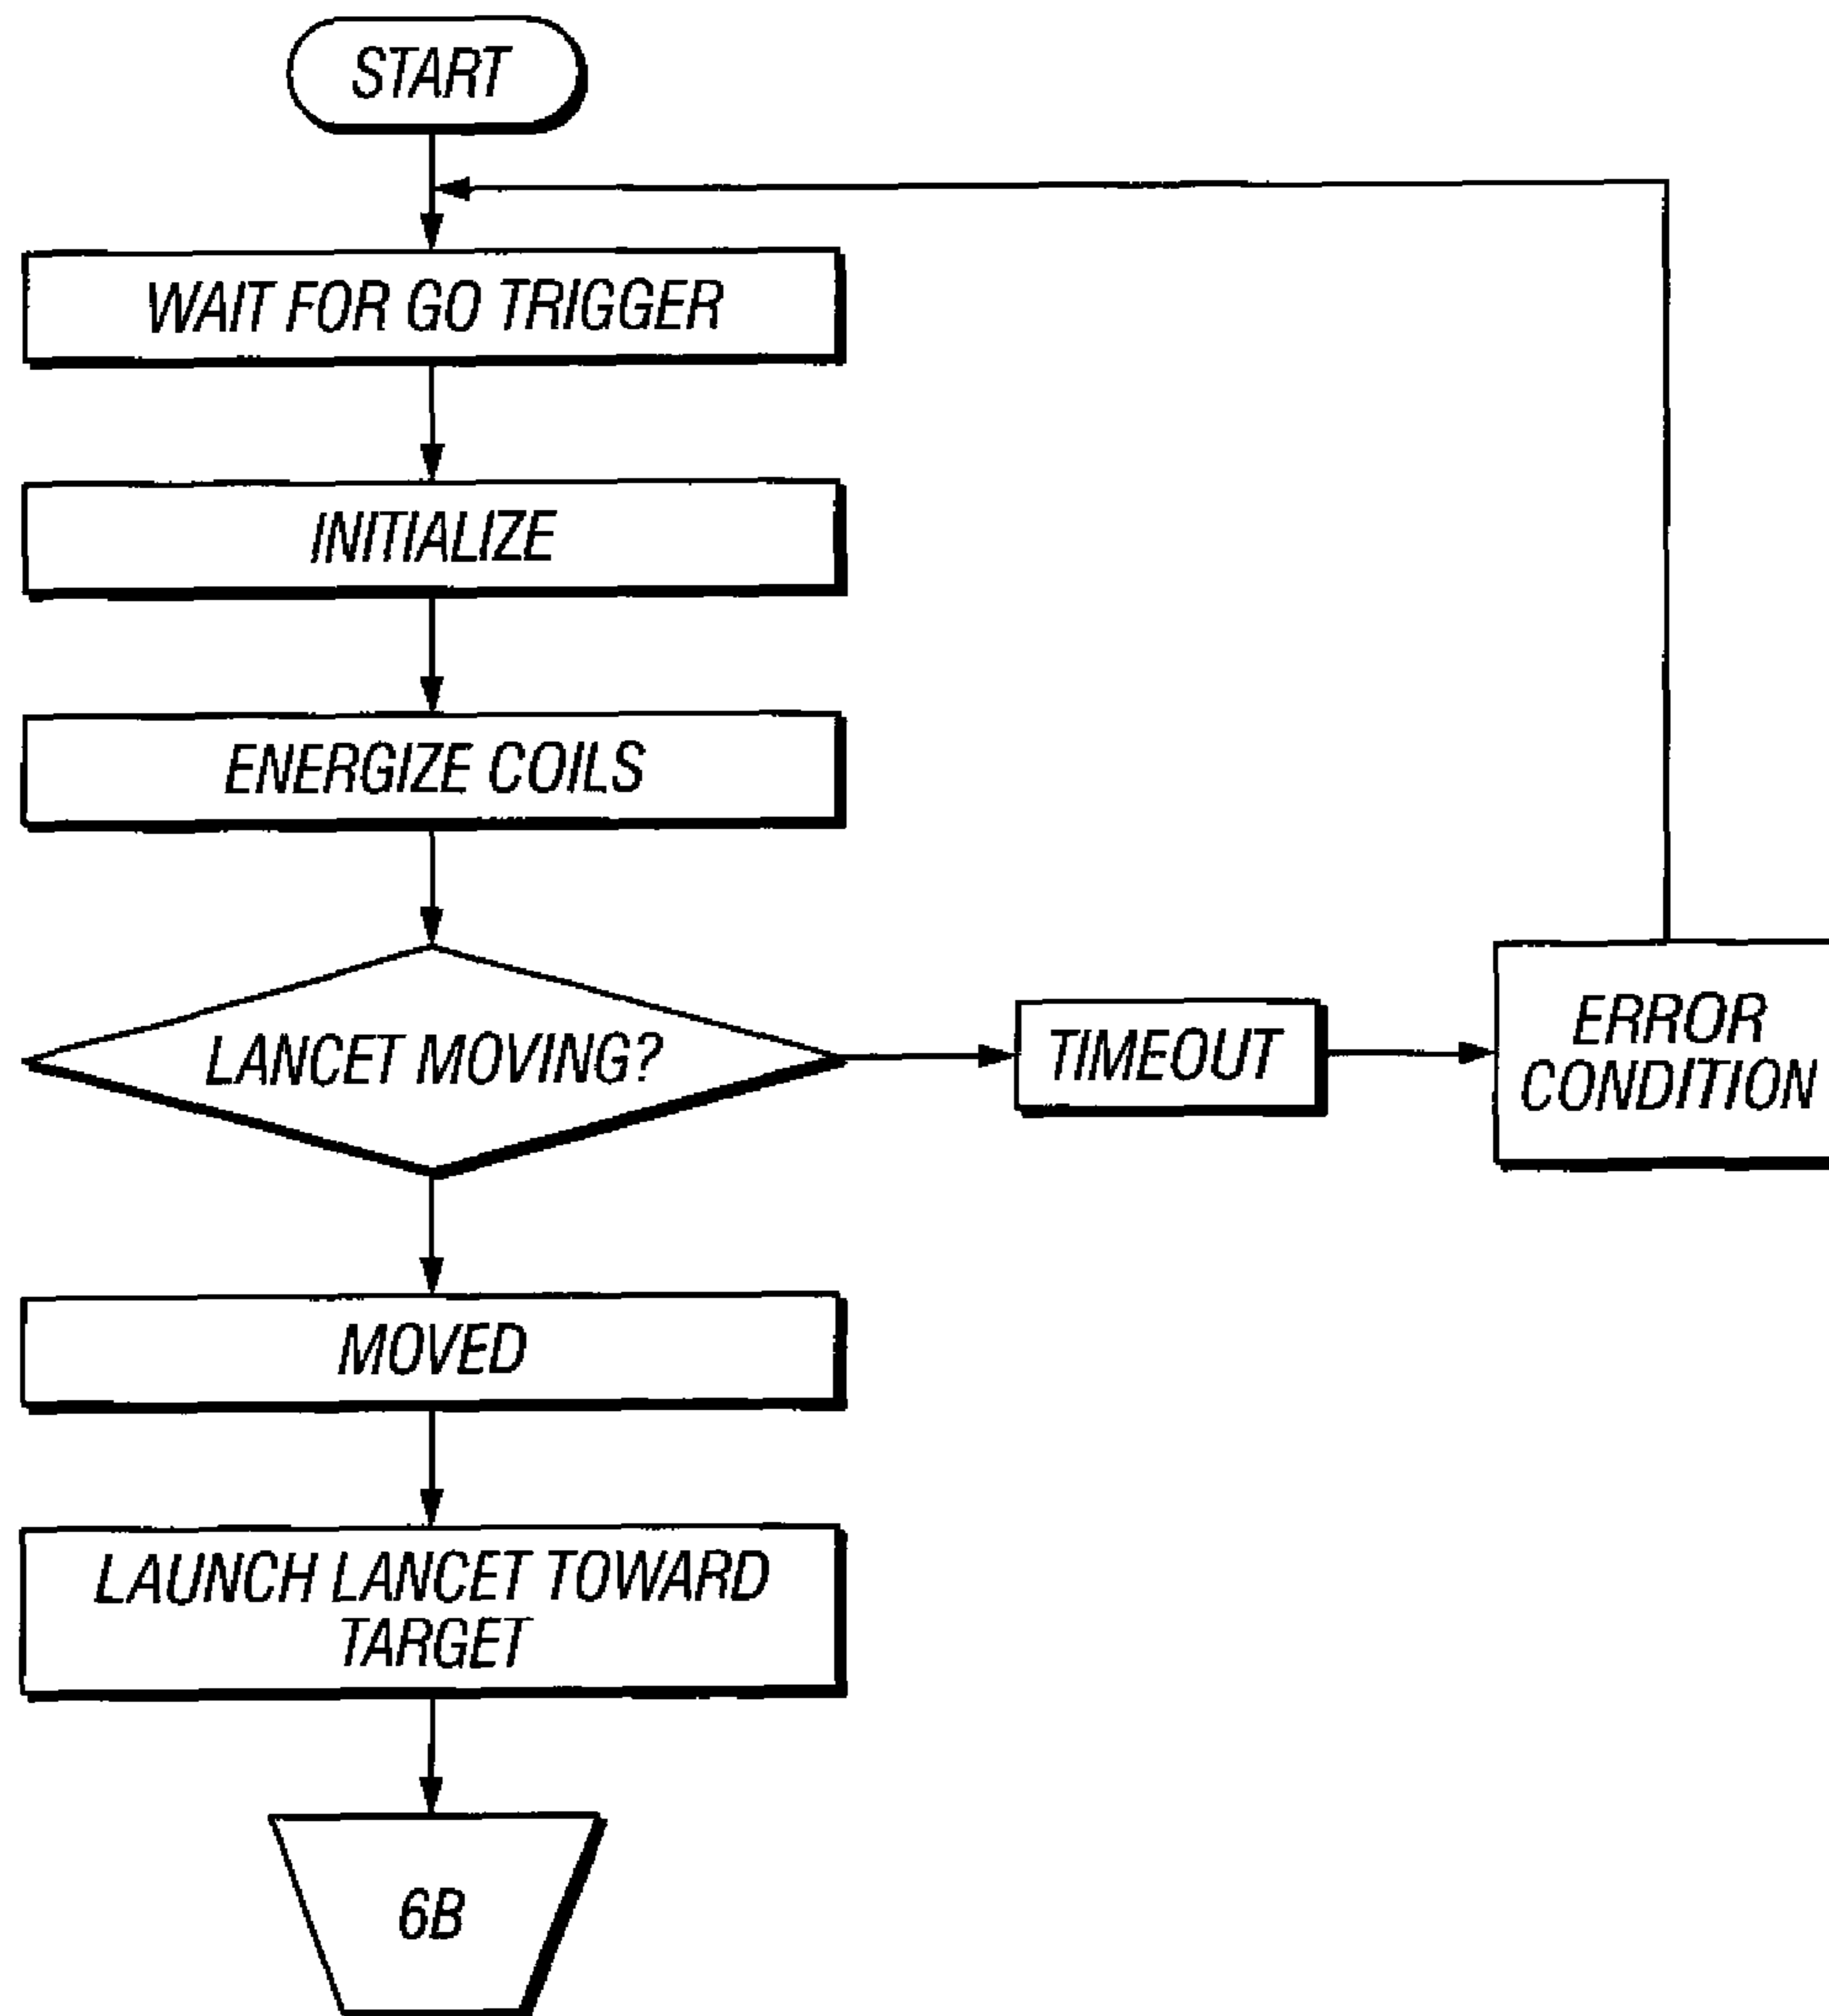 START
WAIT FOR GO TRIGGER
INITIALIZE
ENERGIZE COILS
LANCET MOVING?
TIMEOUT
ERROR
CONDITION
MOVED
LAUNCH LANCET TOWARD
TARGET
6B